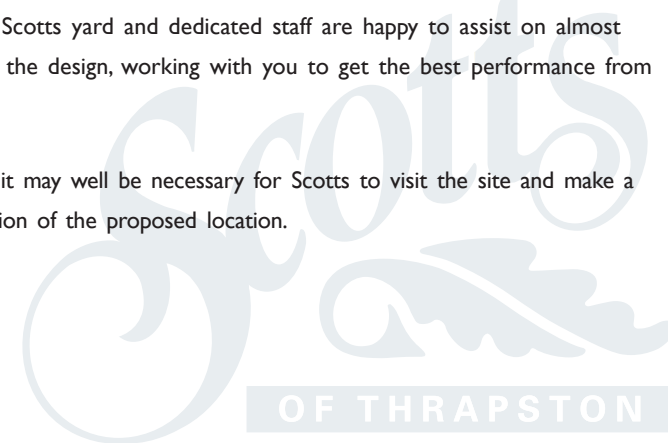 Scotts yard and dedicated staff are happy to assist on almost
the design, working with you to get the best performance from
it may well be necessary for Scotts to visit the site and make a
ion of the proposed location.
Scotts
OF THRAPSTON